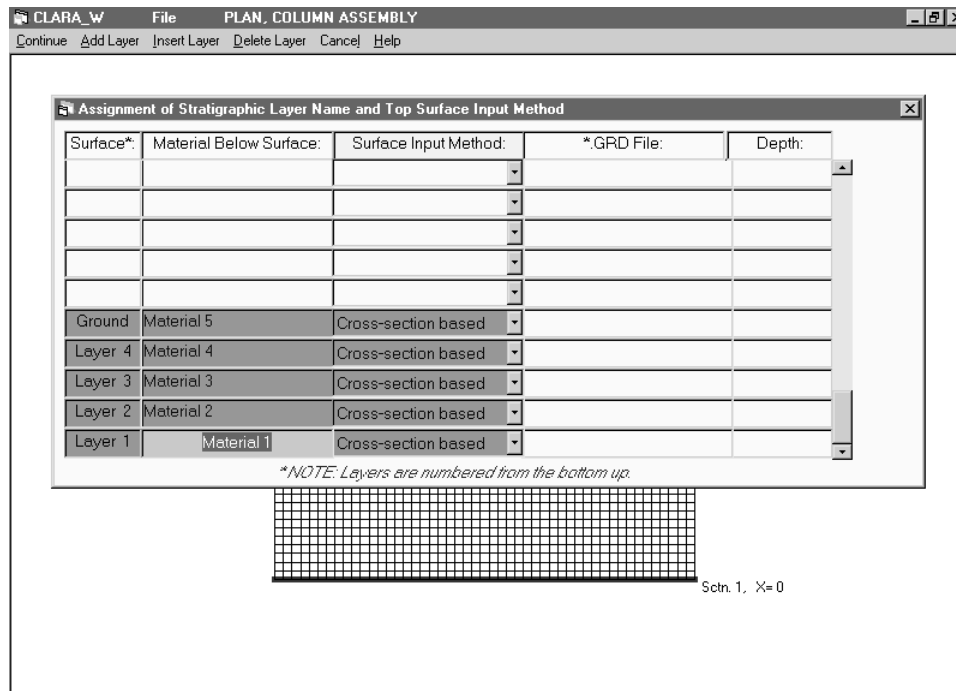 CLARA_W File PLAN, COLUMN ASSEMBLY
Continue Add Layer Insert Layer Delete Layer Cancel Help
Assignment of Stratigraphic Layer Name and Top Surface Input Method
Surface*: Material Below Surface: Surface Input Method: *.GRD File: Depth:
Ground Material 5 Cross-section based
Layer 4 Material 4 Cross-section based
Layer 3 Material 3 Cross-section based
Layer 2 Material 2 Cross-section based
Layer 1 Material 1 Cross-section based
*NOTE: Layers are numbered from the bottom up.
Sctn. 1, X= 0